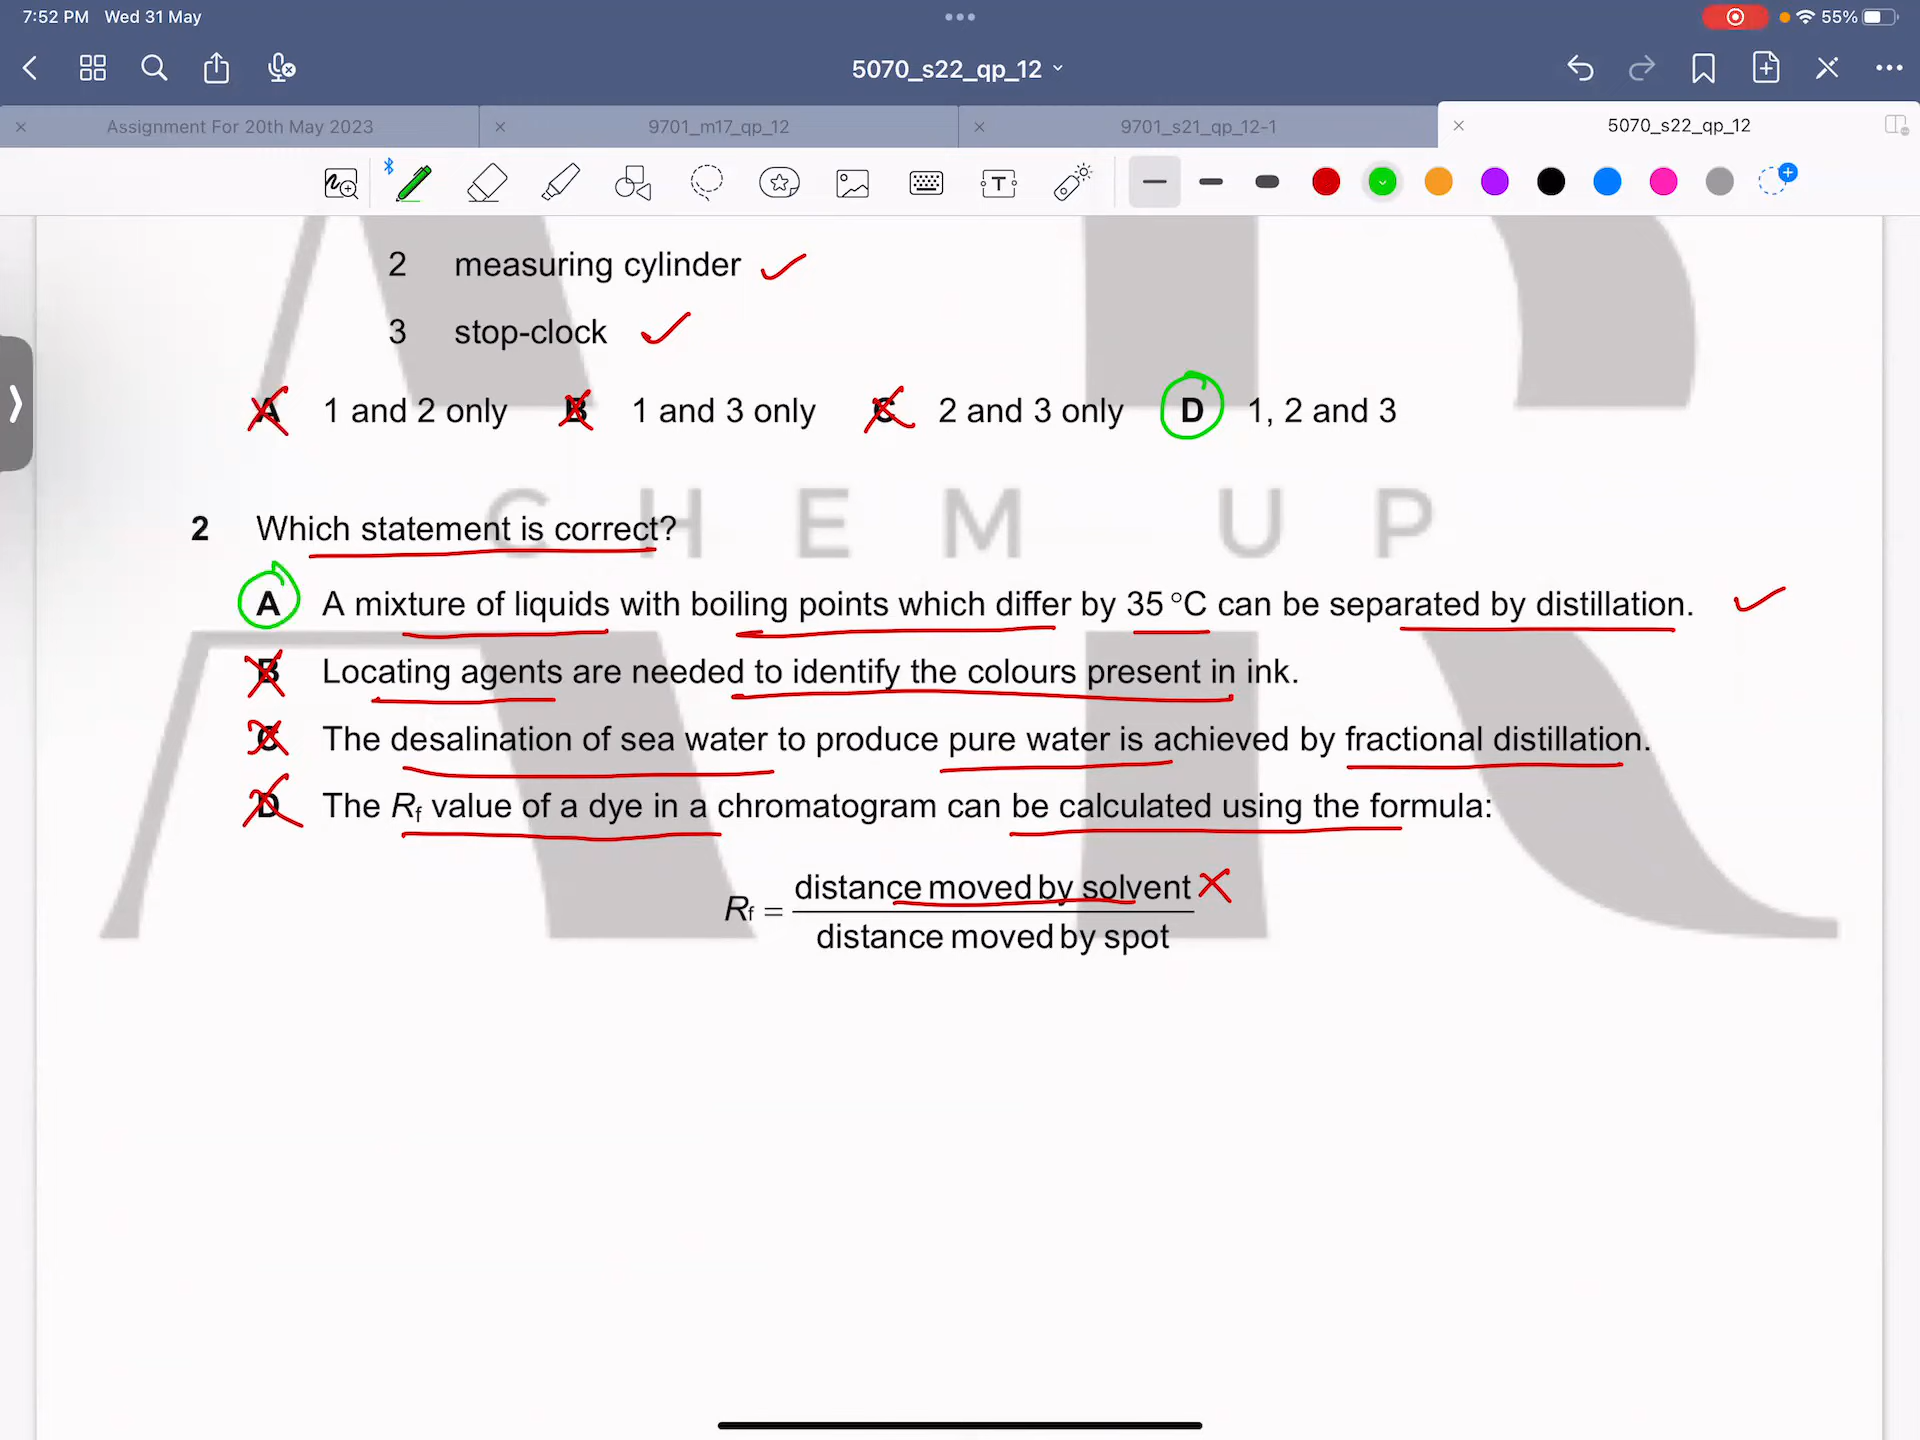 7:52 PM Wed 31 May
55%
5070_s22_qp_12
Assignment For 20th May 2023
9701_m17_qp_12
9701_s21_qp_12-1
5070_s22_qp_12
2 measuring cylinder
3 stop-clock
A 1 and 2 only B 1 and 3 only C 2 and 3 only D 1, 2 and 3
CHEM UP
2 Which statement is correct?
A A mixture of liquids with boiling points which differ by 35 °C can be separated by distillation.
B Locating agents are needed to identify the colours present in ink.
C The desalination of sea water to produce pure water is achieved by fractional distillation.
D The Rf value of a dye in a chromatogram can be calculated using the formula:
distance moved by solvent
Rf =
distance moved by spot